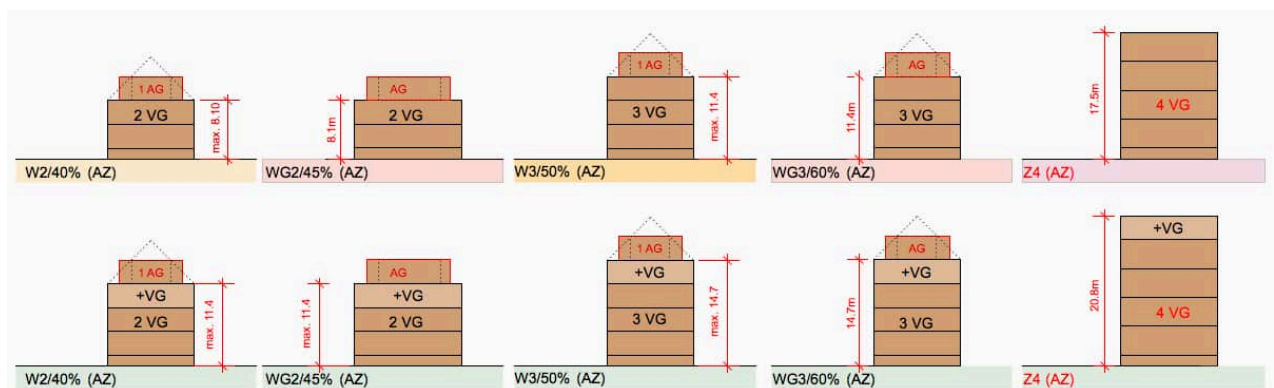 1 AG
2 VG
max. 8.10
W2/40% (AZ)
AG
2 VG
8.1m
WG2/45% (AZ)
1 AG
3 VG
max. 11.4
W3/50% (AZ)
AG
3 VG
11.4m
WG3/60% (AZ)
17.5m
4 VG
Z4 (AZ)
1 AG
+VG
2 VG
max. 11.4
W2/40% (AZ)
AG
+VG
2 VG
max. 11.4
WG2/45% (AZ)
1 AG
+VG
3 VG
max. 14.7
W3/50% (AZ)
AG
+VG
3 VG
14.7m
WG3/60% (AZ)
+VG
20.8m
4 VG
Z4 (AZ)